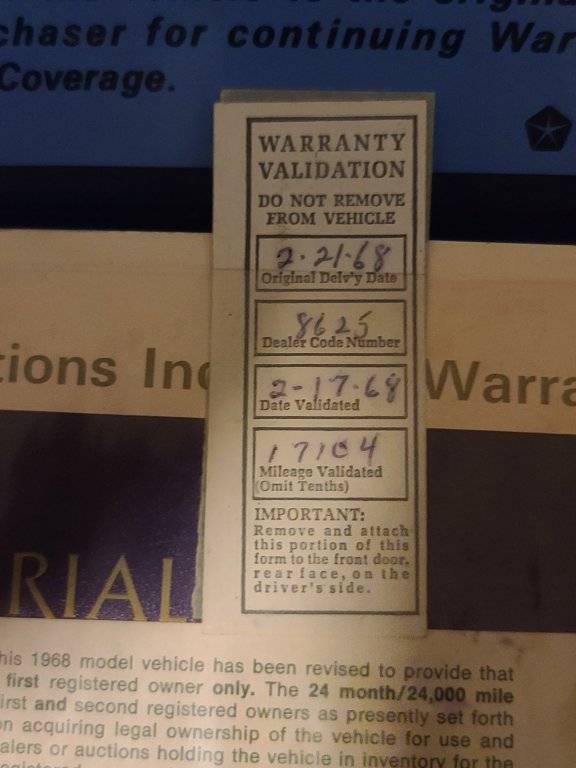 to the origina
chaser for continuing War
Coverage.
WARRANTY
VALIDATION
DO NOT REMOVE
FROM VEHICLE
2·21·68
Original Delv'y Date
8625
Dealer Code Number
tions Inc Warra
2-17-69
Date Validated
17104
Mileage Validated
(Omit Tenths)
IMPORTANT:
Remove and attach
this portion of this
form to the front door,
rear face, on the
driver's side.
RIAL
his 1968 model vehicle has been revised to provide that
first registered owner only. The 24 month/24,000 mile
irst and second registered owners as presently set forth
on acquiring legal ownership of the vehicle for use and
alers or auctions holding the vehicle in inventory for the